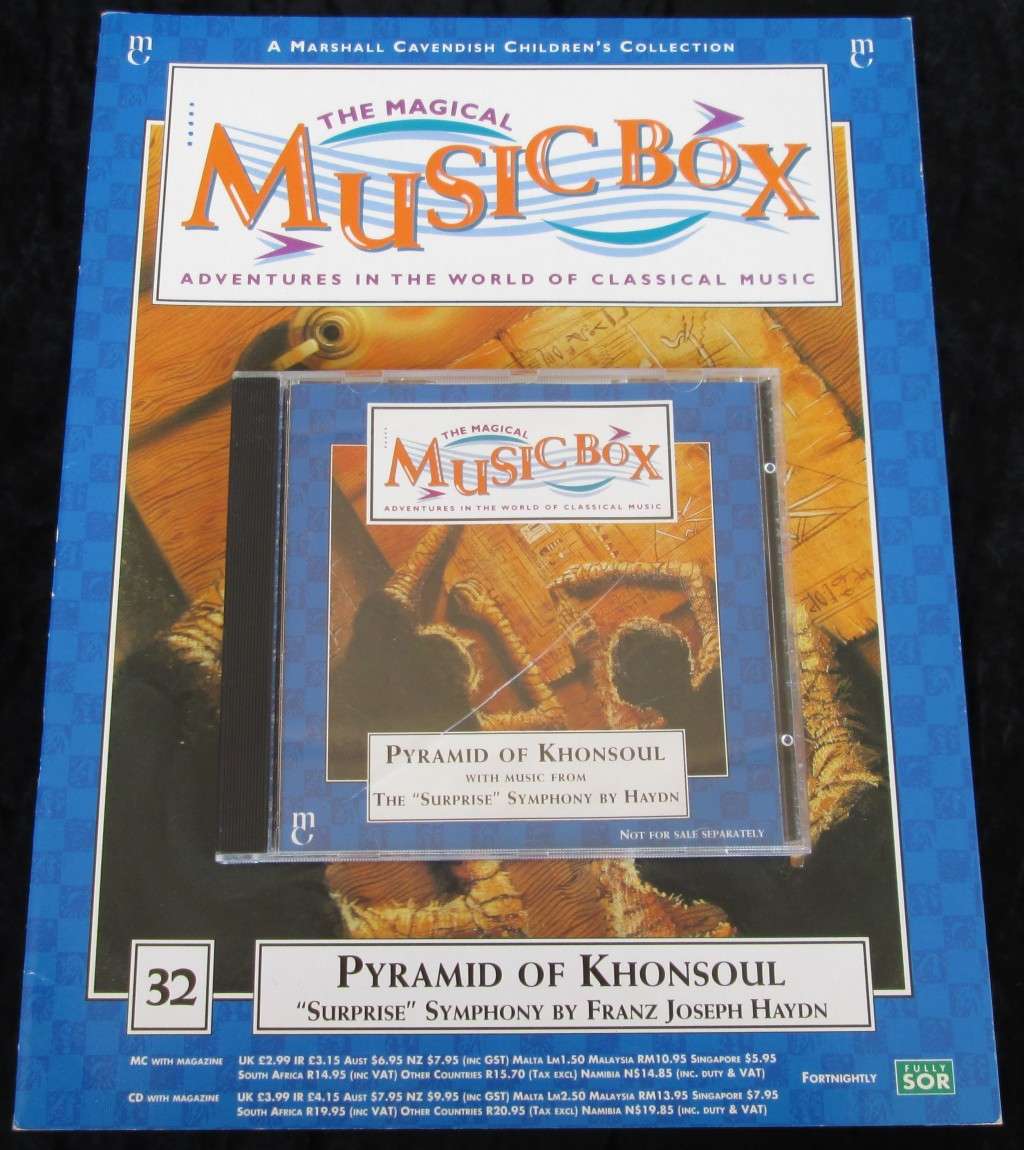 mc
A Marshall Cavendish Children's Collection
mc
THE MAGICAL
MUSIC BOX
ADVENTURES IN THE WORLD OF CLASSICAL MUSIC
THE MAGICAL
MUSIC BOX
ADVENTURES IN THE WORLD OF CLASSICAL MUSIC
PYRAMID OF KHONSOUL
WITH MUSIC FROM
THE "SURPRISE" SYMPHONY BY HAYDN
mc
NOT FOR SALE SEPARATELY
32
PYRAMID OF KHONSOUL
"SURPRISE" SYMPHONY BY FRANZ JOSEPH HAYDN
MC WITH MAGAZINE UK £2.99 IR £3.15 AUST $6.95 NZ $7.95 (INC GST) MALTA LM1.50 MALAYSIA RM10.95 SINGAPORE $5.95
SOUTH AFRICA R14.95 (INC VAT) OTHER COUNTRIES R15.70 (TAX EXCL) NAMIBIA N$14.85 (INC. DUTY & VAT)
CD WITH MAGAZINE UK £3.99 IR £4.15 AUST $7.95 NZ $9.95 (INC GST) MALTA LM2.50 MALAYSIA RM13.95 SINGAPORE $7.95
SOUTH AFRICA R19.95 (INC VAT) OTHER COUNTRIES R20.95 (TAX EXCL) NAMIBIA N$19.85 (INC. DUTY & VAT)
FORTNIGHTLY
FULLY
SOR